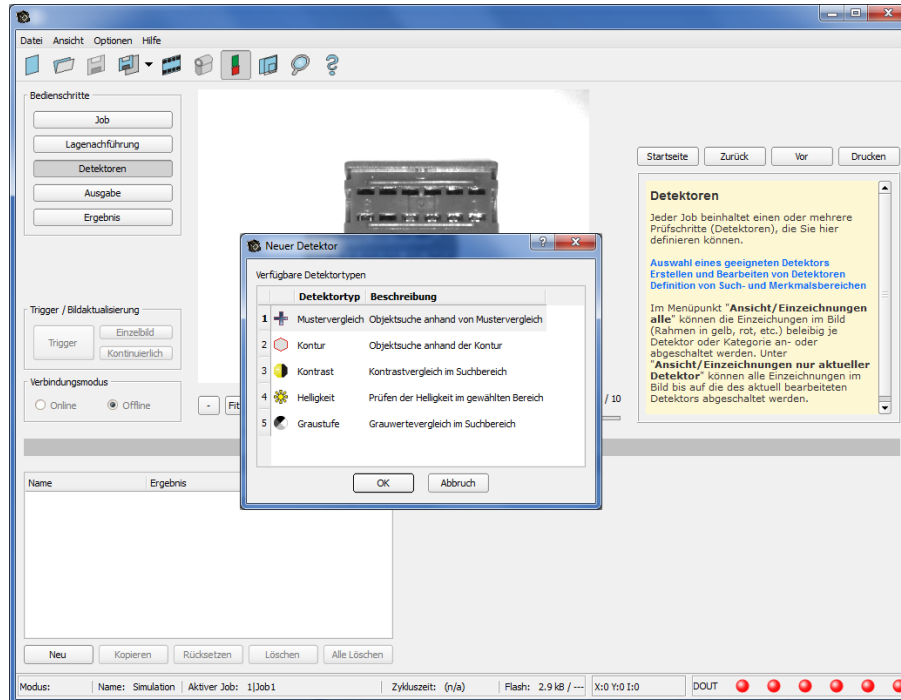 Datei Ansicht Optionen Hilfe
Bedienschritte
Job
Lagenachführung
Detektoren
Ausgabe
Ergebnis
Trigger / Bildaktualisierung
Trigger
Einzelbild
Kontinuierlich
Verbindungsmodus
Online
Offline
- Fit
/ 10
Startseite Zurück Vor Drucken
Detektoren
Jeder Job beinhaltet einen oder mehrere
Prüfschritte (Detektoren), die Sie hier
definieren können.
Auswahl eines geeigneten Detektors
Erstellen und Bearbeiten von Detektoren
Definition von Such- und Merkmalsbereichen
Im Menüpunkt "Ansicht/Einzeichnungen
alle" können die Einzeichungen im Bild
(Rahmen in gelb, rot, etc.) beleibig je
Detektor oder Kategorie an- oder
abgeschaltet werden. Unter
"Ansicht/Einzeichnungen nur aktueller
Detektor" können alle Einzeichnungen im
Bild bis auf die des aktuell bearbeiteten
Detektors abgeschaltet werden.
Neuer Detektor
Verfügbare Detektortypen
Detektortyp Beschreibung
1 Mustervergleich Objektsuche anhand von Mustervergleich
2 Kontur Objektsuche anhand der Kontur
3 Kontrast Kontrastvergleich im Suchbereich
4 Helligkeit Prüfen der Helligkeit im gewählten Bereich
5 Graustufe Grauwertevergleich im Suchbereich
OK Abbruch
Name Ergebnis
Neu Kopieren Rücksetzen Löschen Alle Löschen
Modus: Name: Simulation Aktiver Job: 1|Job1 Zykluszeit: (n/a) Flash: 2.9 kB / --- X:0 Y:0 I:0 DOUT